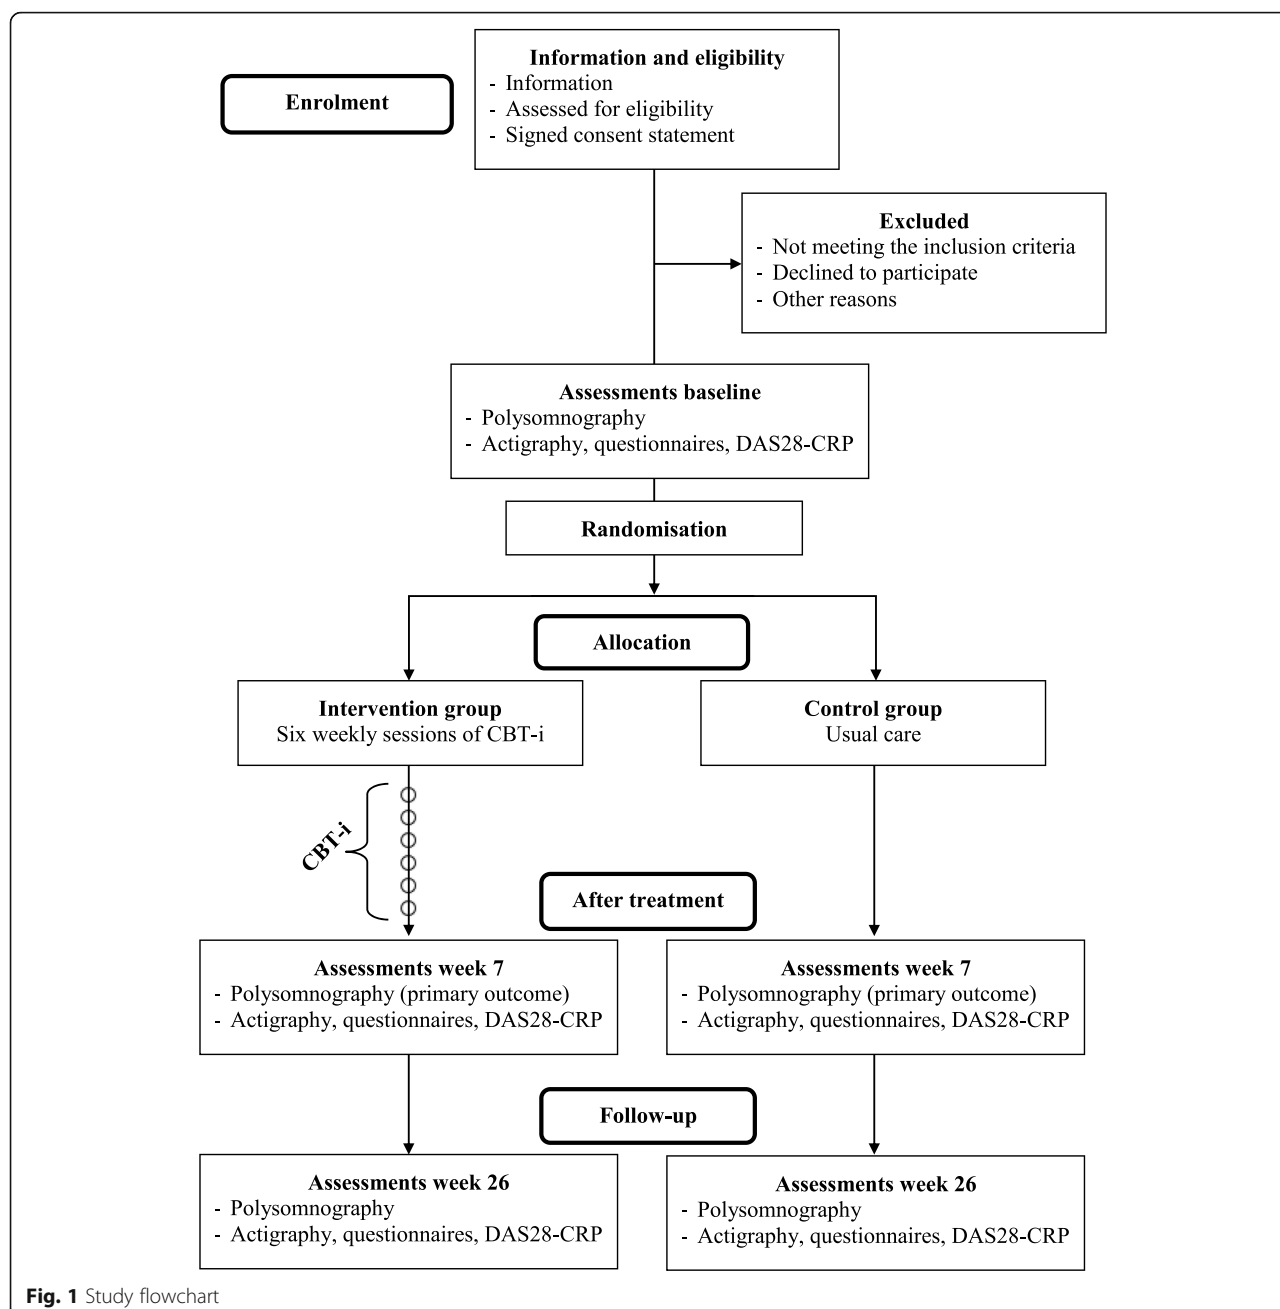 Enrolment
Information and eligibility
- Information
- Assessed for eligibility
- Signed consent statement
Excluded
- Not meeting the inclusion criteria
- Declined to participate
- Other reasons
Assessments baseline
- Polysomnography
- Actigraphy, questionnaires, DAS28-CRP
Randomisation
Allocation
Intervention group
Six weekly sessions of CBT-i
Control group
Usual care
CBT-i
After treatment
Assessments week 7
- Polysomnography (primary outcome)
- Actigraphy, questionnaires, DAS28-CRP
Assessments week 7
- Polysomnography (primary outcome)
- Actigraphy, questionnaires, DAS28-CRP
Follow-up
Assessments week 26
- Polysomnography
- Actigraphy, questionnaires, DAS28-CRP
Assessments week 26
- Polysomnography
- Actigraphy, questionnaires, DAS28-CRP
Fig. 1 Study flowchart